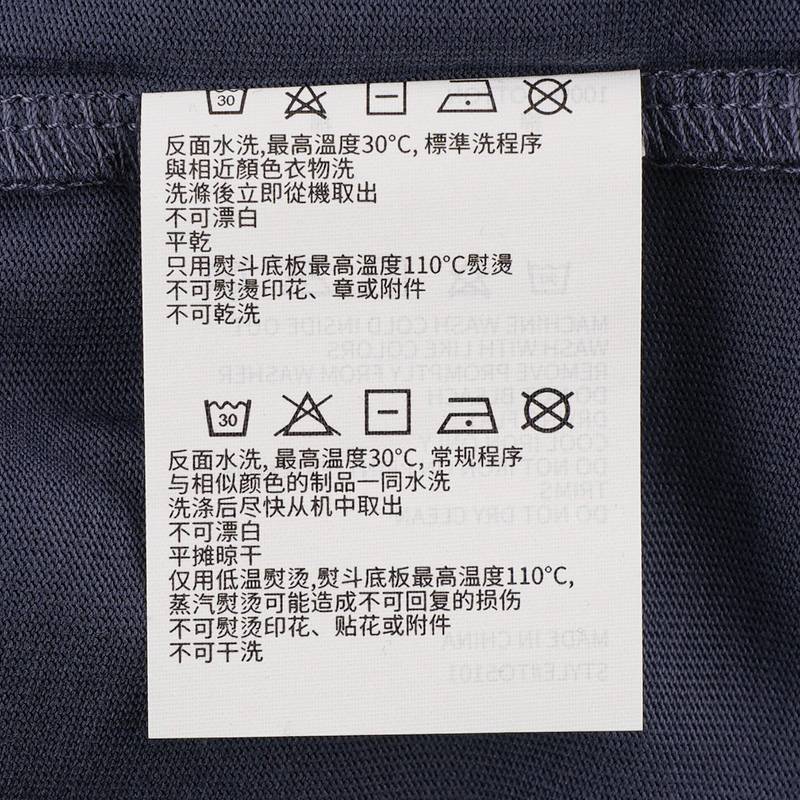 30
反面水洗,最高溫度30°C, 標準洗程序
與相近顏色衣物洗
洗滌後立即從機取出
不可漂白
平乾
只用熨斗底板最高溫度110°C熨燙
不可熨燙印花、章或附件
不可乾洗
30
反面水洗, 最高温度30°C, 常规程序
与相似颜色的制品一同水洗
洗涤后尽快从机中取出
不可漂白
平摊晾干
仅用低温熨烫,熨斗底板最高温度110°C,
蒸汽熨烫可能造成不可回复的损伤
不可熨烫印花、贴花或附件
不可干洗